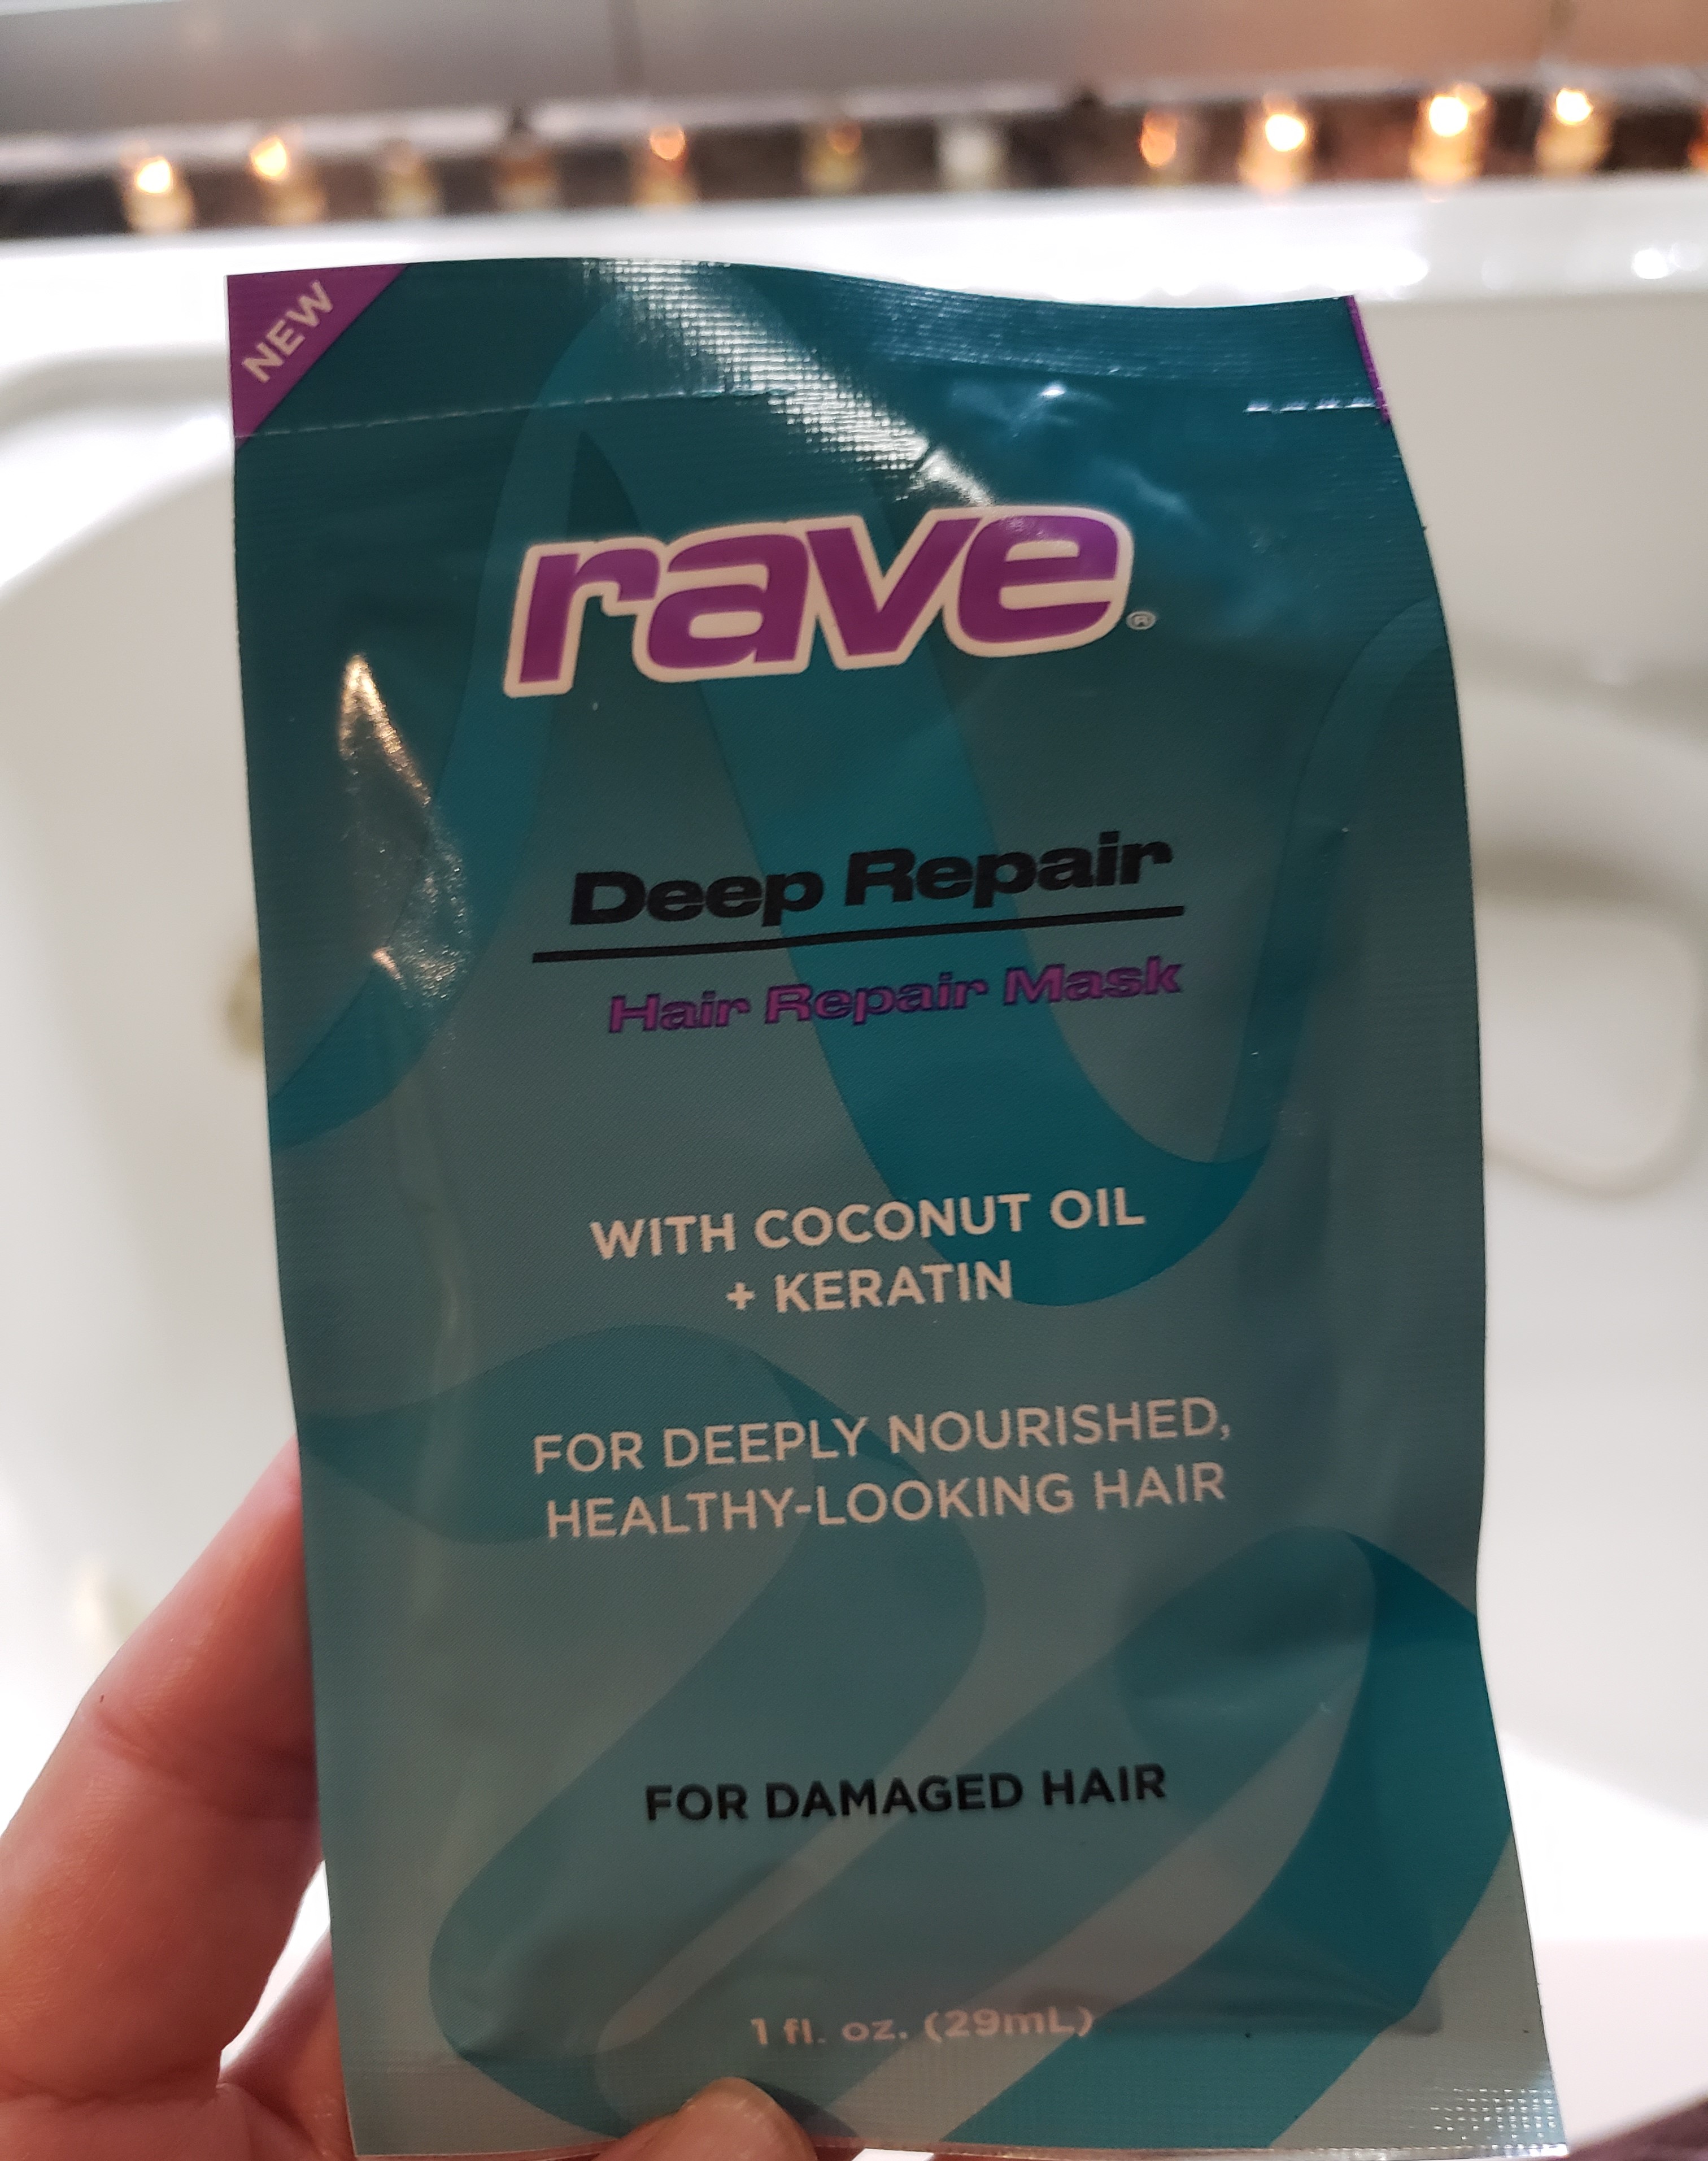 NEW
rave®
Deep Repair
Hair Repair Mask
WITH COCONUT OIL
+ KERATIN
FOR DEEPLY NOURISHED,
HEALTHY-LOOKING HAIR
FOR DAMAGED HAIR
1 fl. oz. (29mL)